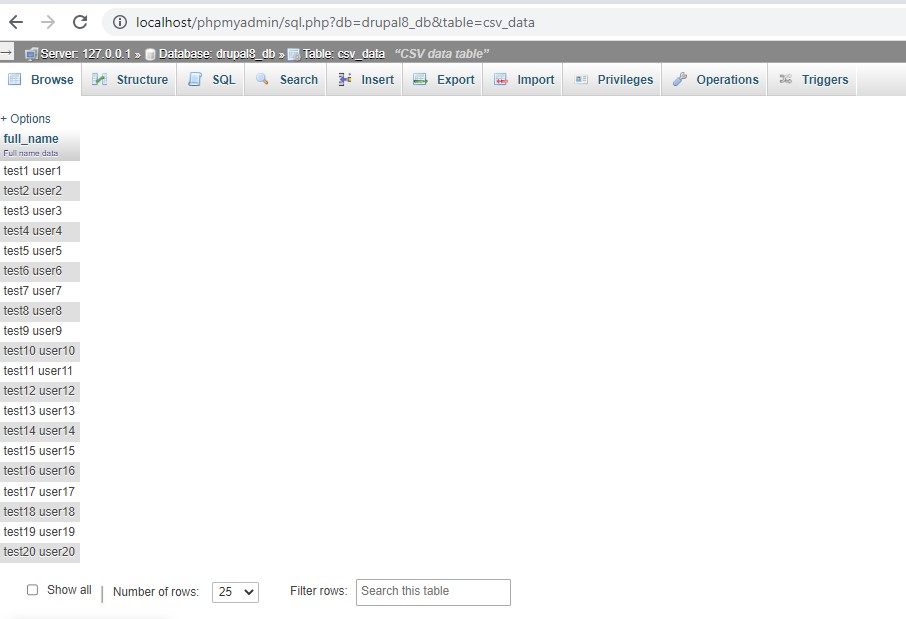 localhost/phpmyadmin/sql.php?db=drupal8_db&table=csv_data
Server: 127.0.0.1 » Database: drupal8_db » Table: csv_data "CSV data table"
Browse Structure SQL Search Insert Export Import Privileges Operations Triggers
+ Options
full_name
Full name data
test1 user1
test2 user2
test3 user3
test4 user4
test5 user5
test6 user6
test7 user7
test8 user8
test9 user9
test10 user10
test11 user11
test12 user12
test13 user13
test14 user14
test15 user15
test16 user16
test17 user17
test18 user18
test19 user19
test20 user20
Show all Number of rows: 25 Filter rows: Search this table